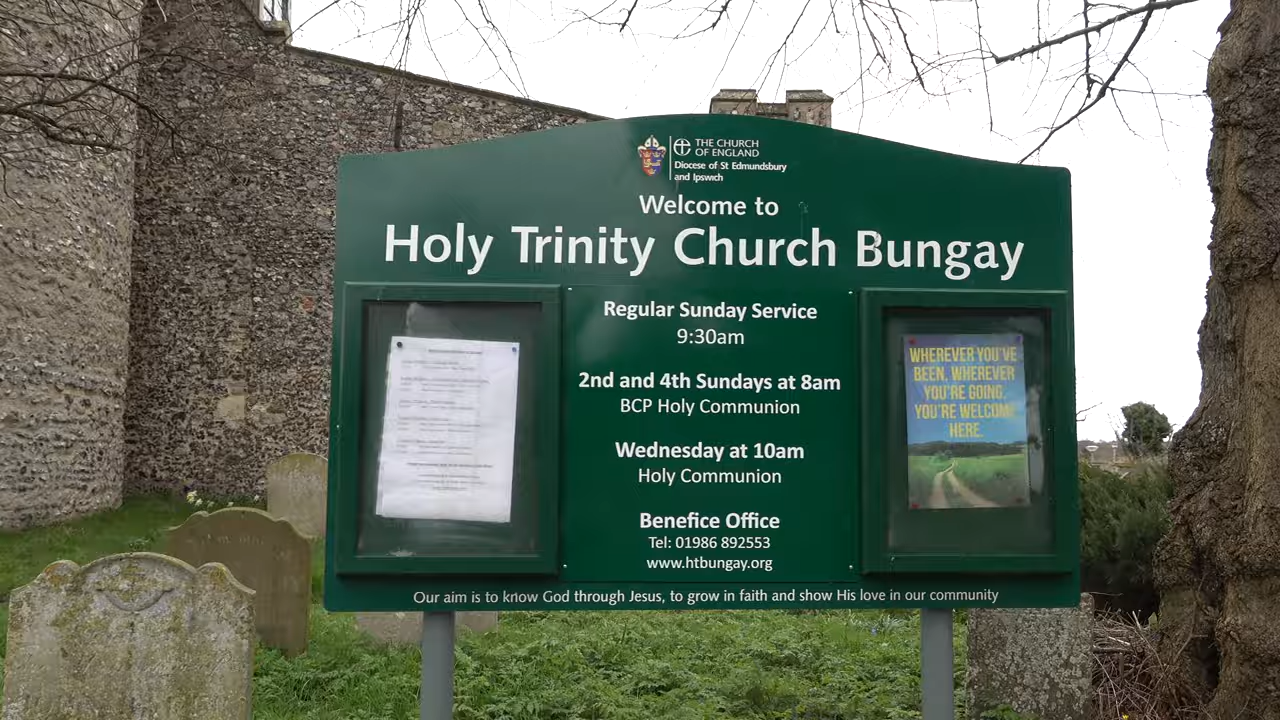 THE CHURCH
OF ENGLAND
Diocese of St Edmundsbury
and Ipswich
Welcome to
Holy Trinity Church Bungay
Regular Sunday Service
9:30am
2nd and 4th Sundays at 8am
BCP Holy Communion
Wednesday at 10am
Holy Communion
Benefice Office
Tel: 01986 892553
www.htbungay.org
Our aim is to know God through Jesus, to grow in faith and show His love in our community
WHEREVER YOU'VE
BEEN, WHEREVER
YOU'RE GOING,
YOU'RE WELCOME
HERE.